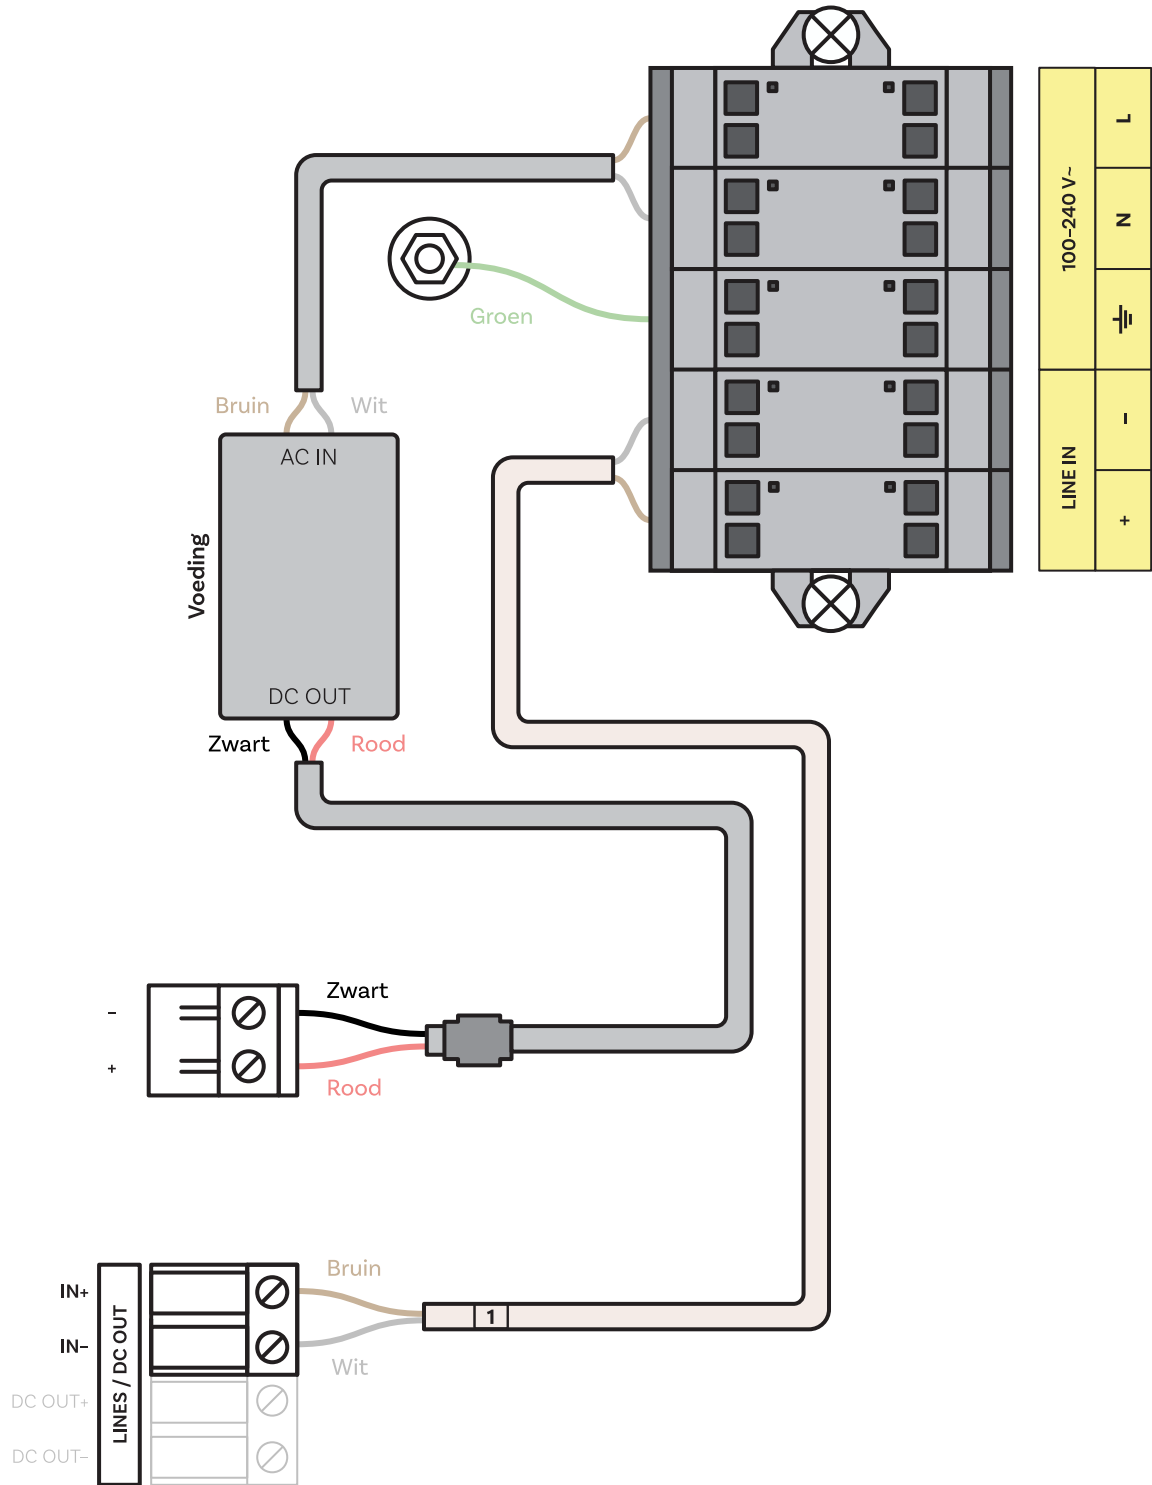 L
100–240 V~
N
Groen
Bruin
Wit
AC IN
–
LINE IN
+
Voeding
DC OUT
Zwart
Rood
Zwart
–
+
Rood
Bruin
IN+
1
IN–
Wit
LINES / DC OUT
DC OUT+
DC OUT–